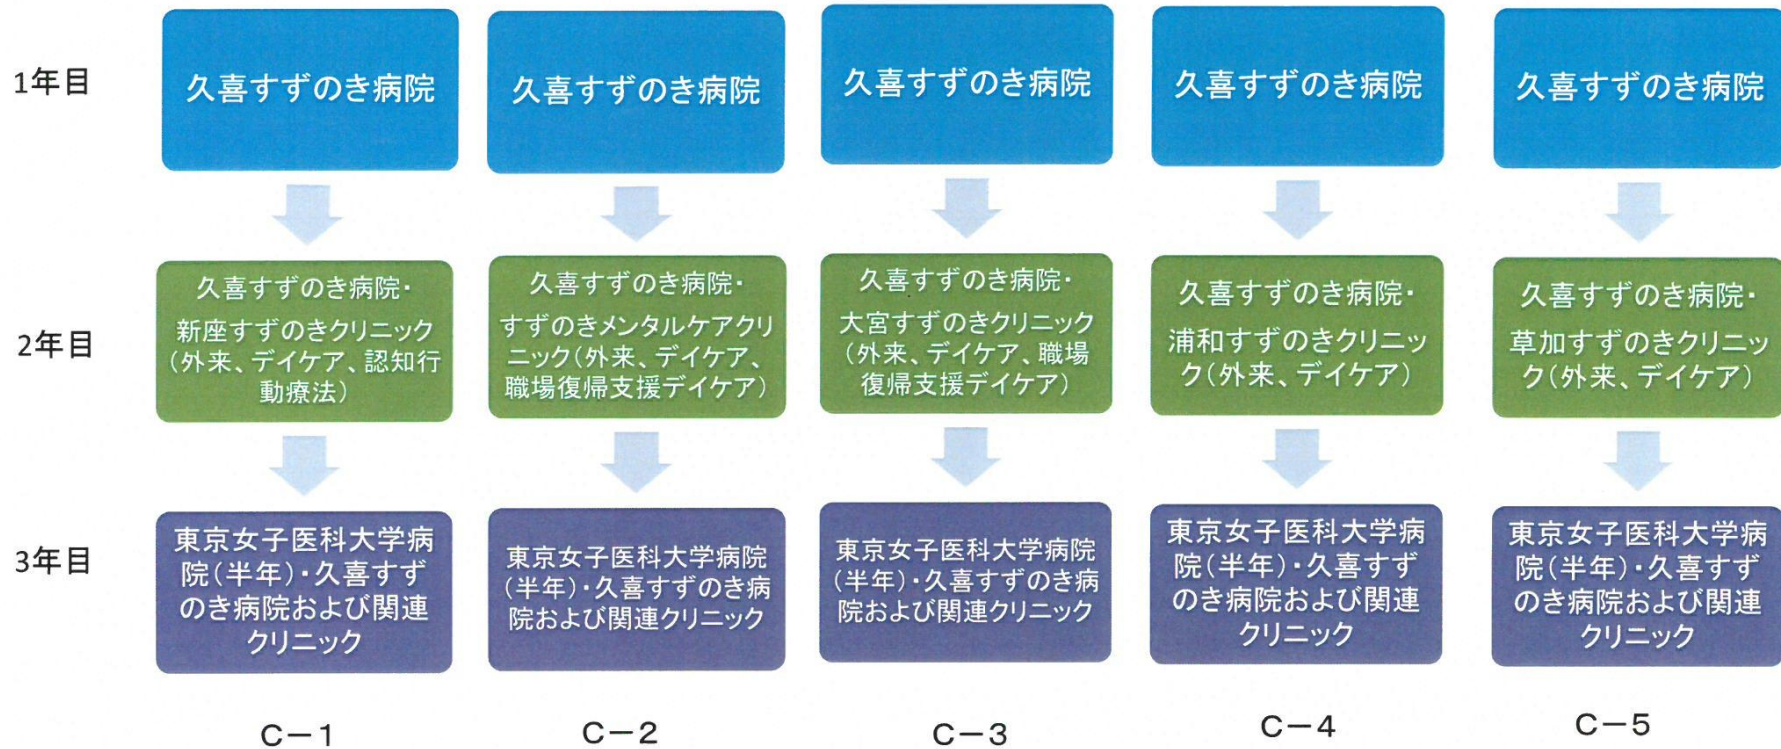 1年目
久喜すずのき病院
久喜すずのき病院
久喜すずのき病院
久喜すずのき病院
久喜すずのき病院
2年目
久喜すずのき病院・
新座すずのきクリニック
(外来、デイケア、認知行
動療法)
久喜すずのき病院・
すずのきメンタルケアクリ
ニック(外来、デイケア、
職場復帰支援デイケア)
久喜すずのき病院・
大宮すずのきクリニック
(外来、デイケア、職場
復帰支援デイケア)
久喜すずのき病院・
浦和すずのきクリニッ
ク(外来、デイケア)
久喜すずのき病院・
草加すずのきクリニッ
ク(外来、デイケア)
3年目
東京女子医科大学病
院(半年)・久喜すず
のき病院および関連
クリニック
東京女子医科大学病院
(半年)・久喜すずのき病
院および関連クリニック
東京女子医科大学病院
(半年)・久喜すずのき病
院および関連クリニック
東京女子医科大学病
院(半年)・久喜すず
のき病院および関連
クリニック
東京女子医科大学病
院(半年)・久喜すず
のき病院および関連
クリニック
C－1
C－2
C－3
C－4
C－5